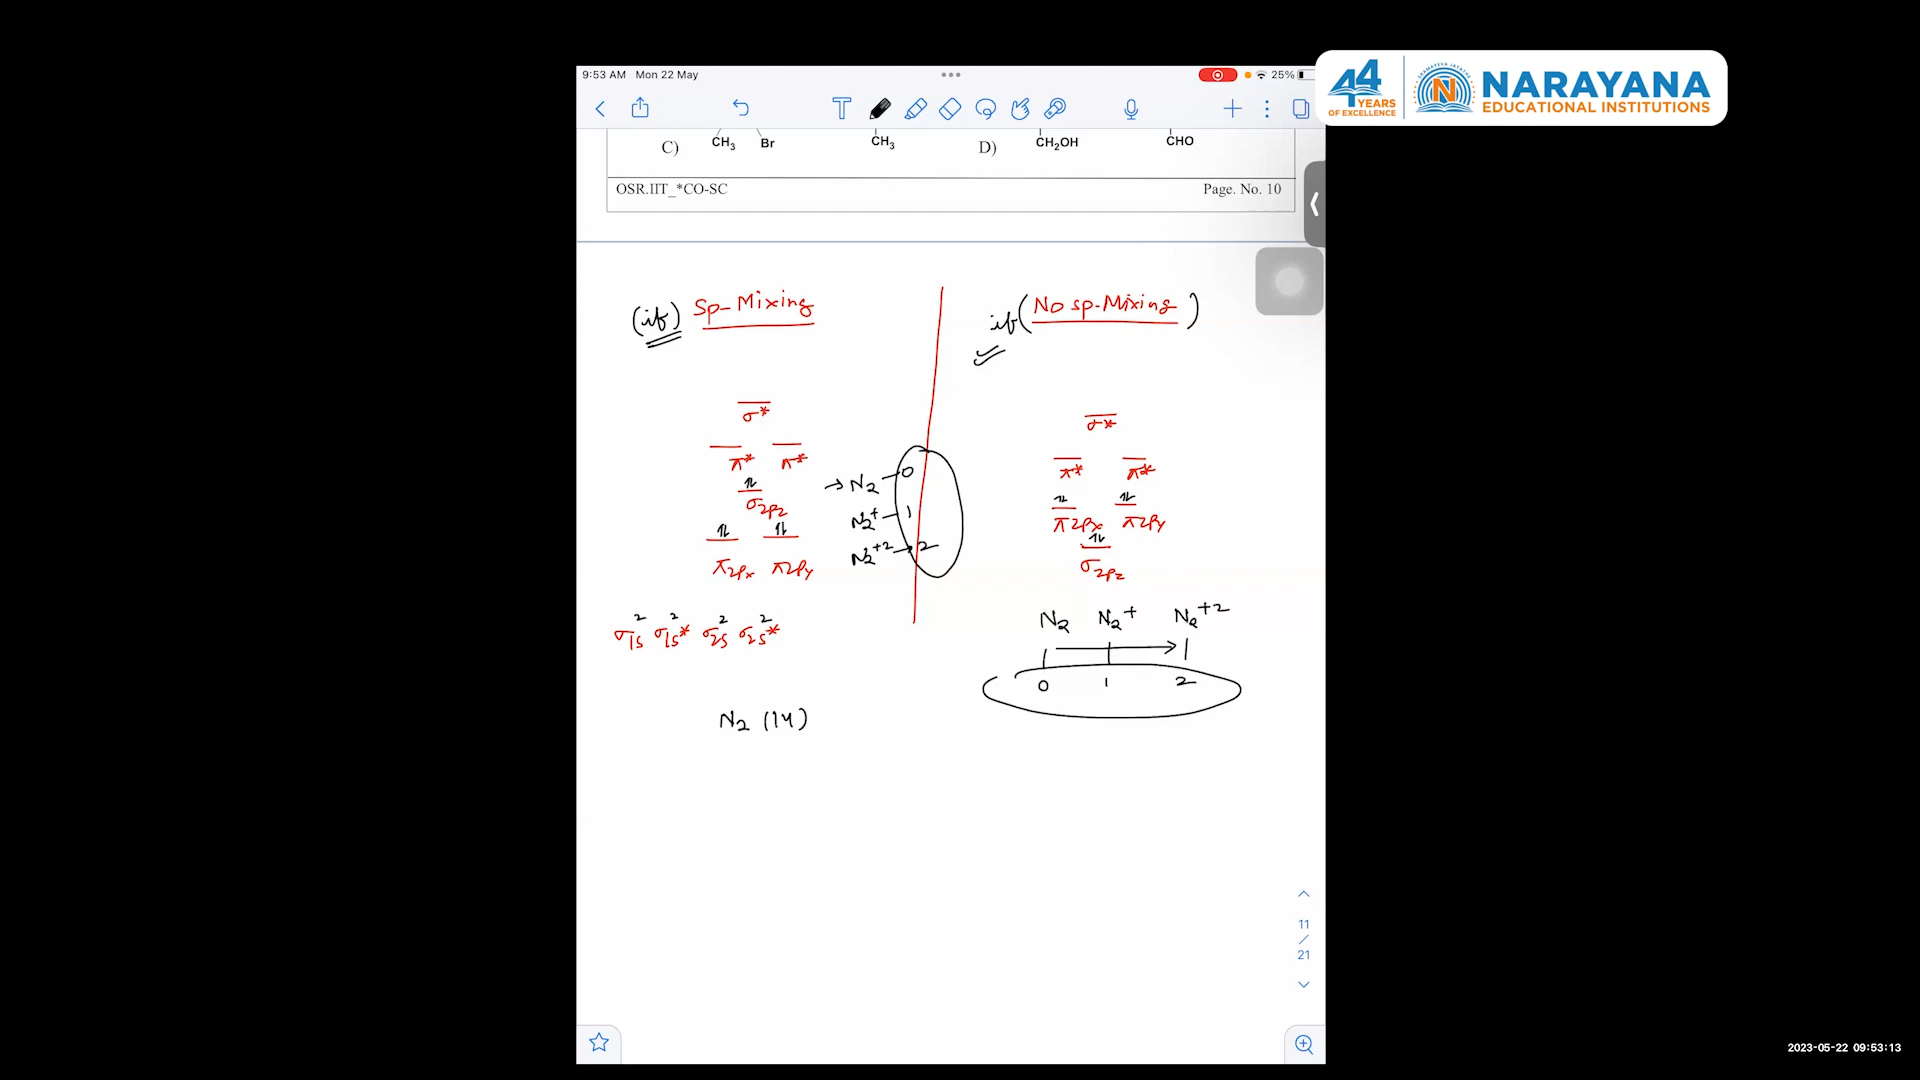 9:53 AM Mon 22 May
25%
44 YEARS OF EXCELLENCE
SATYAMEVA JAYATHE
N
NARAYANA
EDUCATIONAL INSTITUTIONS
T
C) CH₃ Br CH₃ D) CH₂OH CHO
OSR.IIT_*CO-SC Page. No. 10
(if) Sp-Mixing
if (No sp-Mixing)
σ*
π* π*
σ2pz
π2px π2py
σ1s² σ1s*² σ2s² σ2s*²
N₂ (14)
→ N₂ – 0
N₂⁺ – 1
N₂⁺² – 2
σ*
π* π*
π2px π2py
σ2pz
N₂ N₂⁺ N₂⁺²
0 1 2
11
/
21
2023-05-22 09:53:13